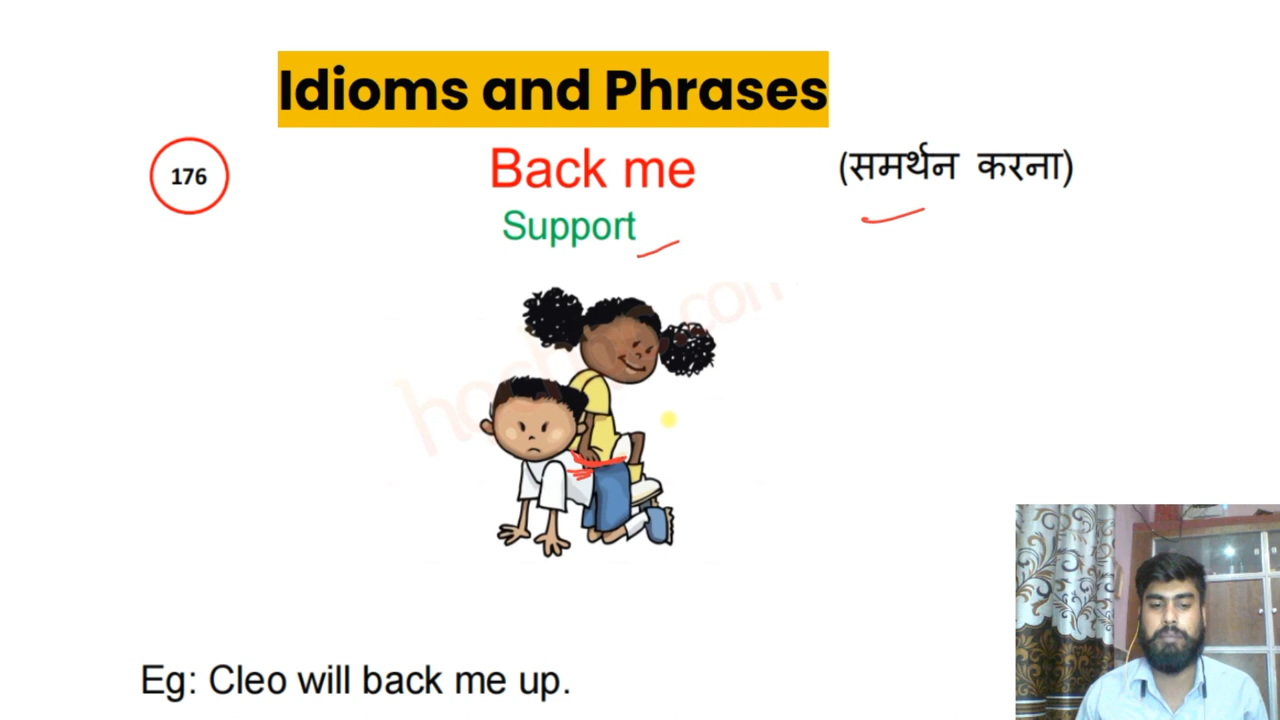 Idioms and Phrases
176
Back me
(समर्थन करना)
Support
Eg: Cleo will back me up.